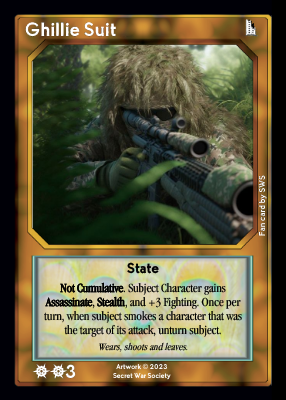 Ghillie Suit
Fan card by SWS
State
Not Cumulative. Subject Character gains
Assassinate, Stealth, and +3 Fighting. Once per
turn, when subject smokes a character that was
the target of its attack, unturn subject.
Wears, shoots and leaves.
3
Artwork © 2023
Secret War Society